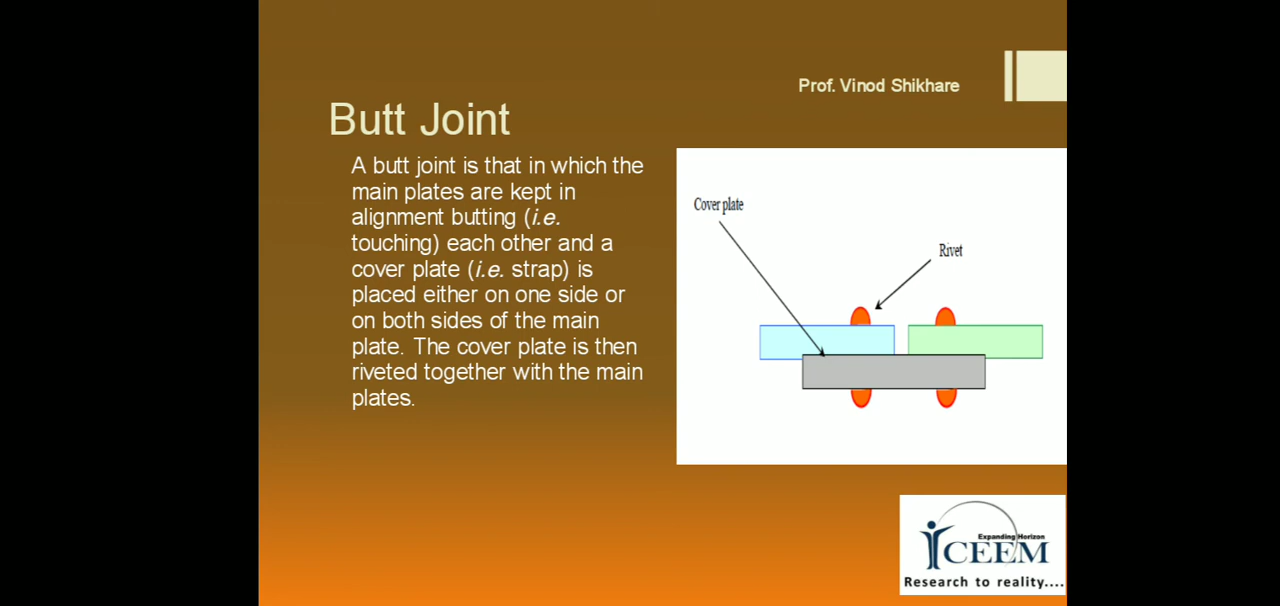 Prof. Vinod Shikhare
Butt Joint
A butt joint is that in which the
main plates are kept in
alignment butting (i.e.
touching) each other and a
cover plate (i.e. strap) is
placed either on one side or
on both sides of the main
plate. The cover plate is then
riveted together with the main
plates.
Cover plate
Rivet
Expanding Horizon
ICEEM
Research to reality....